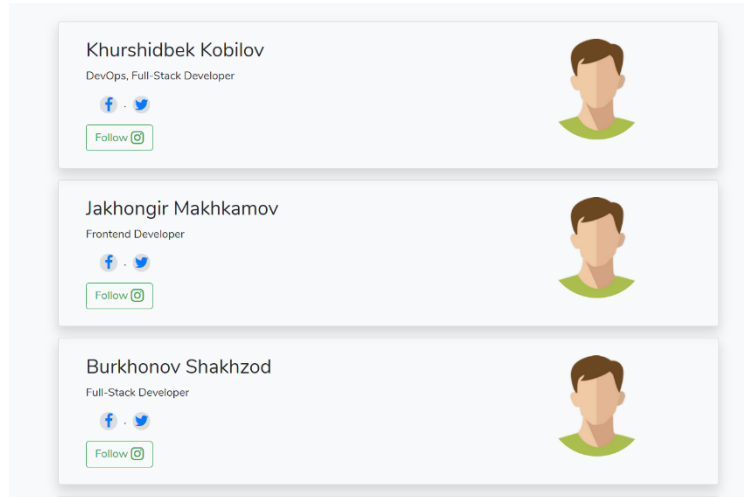 Khurshidbek Kobilov
DevOps, Full-Stack Developer
Follow
Jakhongir Makhkamov
Frontend Developer
Follow
Burkhonov Shakhzod
Full-Stack Developer
Follow